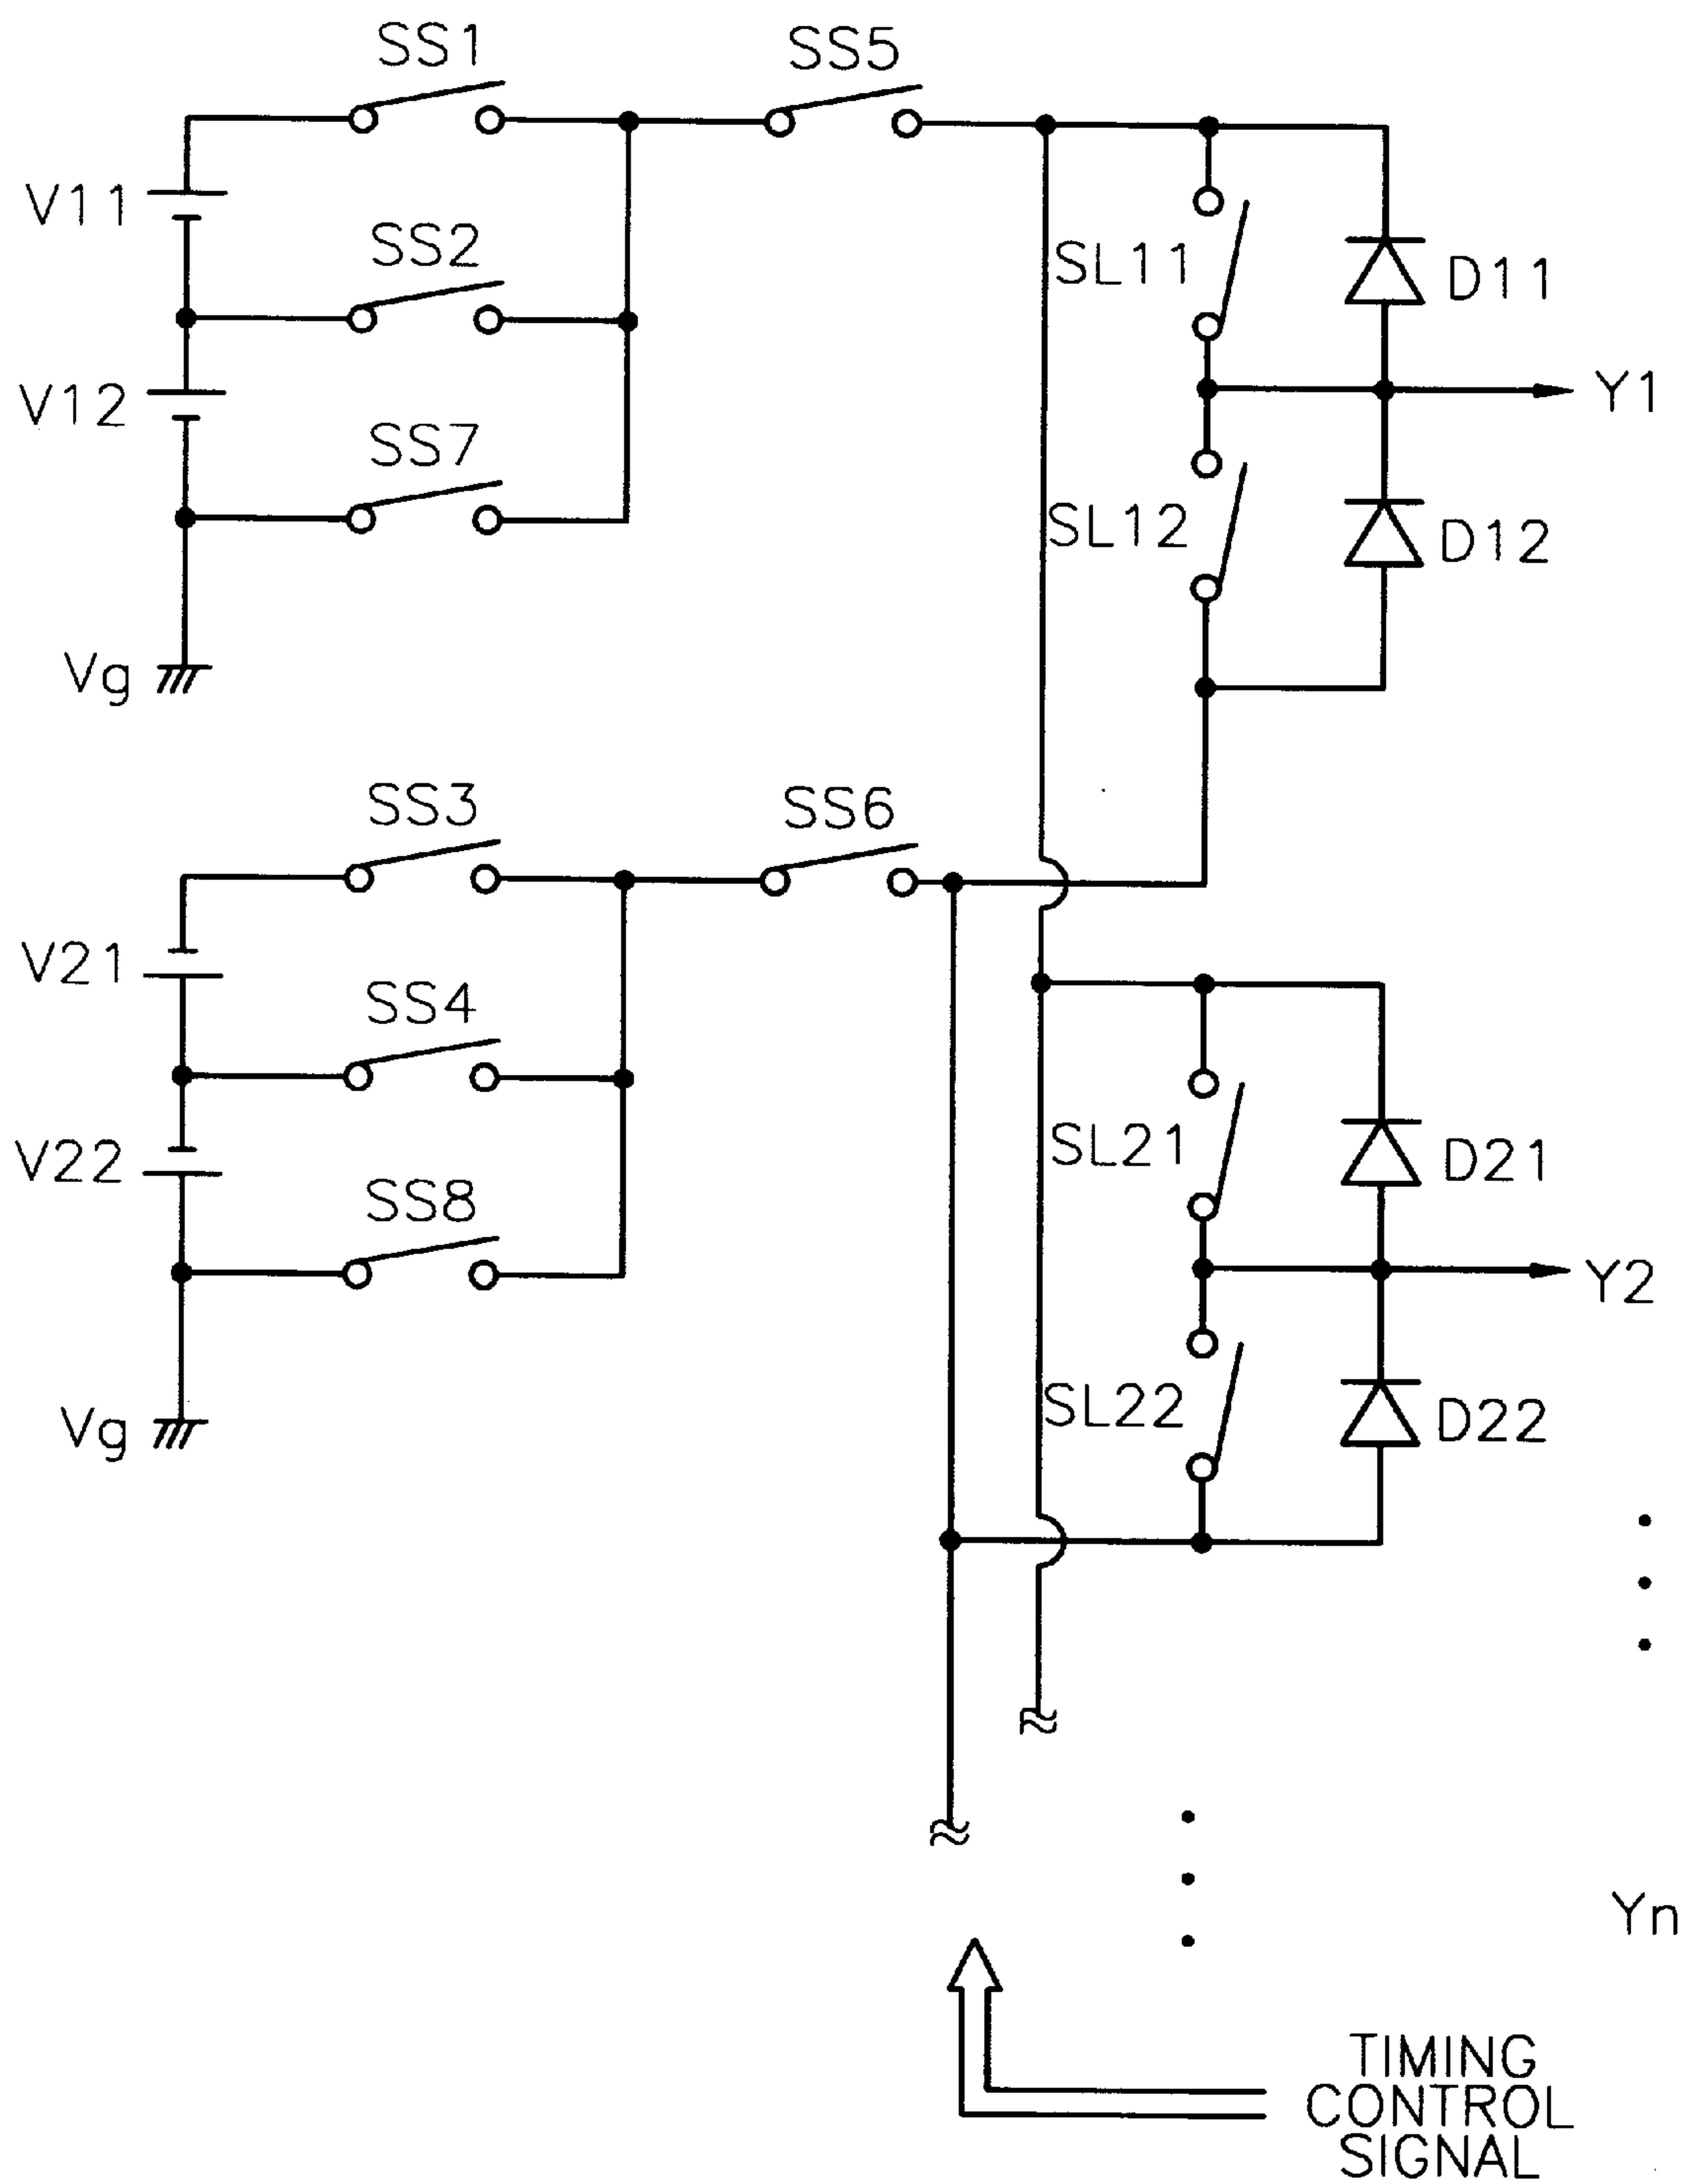 SS1
SS5
V11
SS2
SL11
D11
V12
Y1
SS7
SL12
D12
Vg
SS3
SS6
V21
SS4
SL21
D21
V22
SS8
Y2
SL22
D22
Vg
Yn
TIMING
CONTROL
SIGNAL